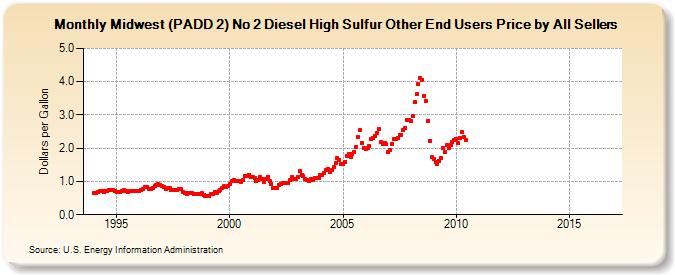 Monthly Midwest (PADD 2) No 2 Diesel High Sulfur Other End Users Price by All Sellers
Dollars per Gallon
5.0
4.0
3.0
2.0
1.0
0.0
1995 2000 2005 2010 2015
Source: U.S. Energy Information Administration